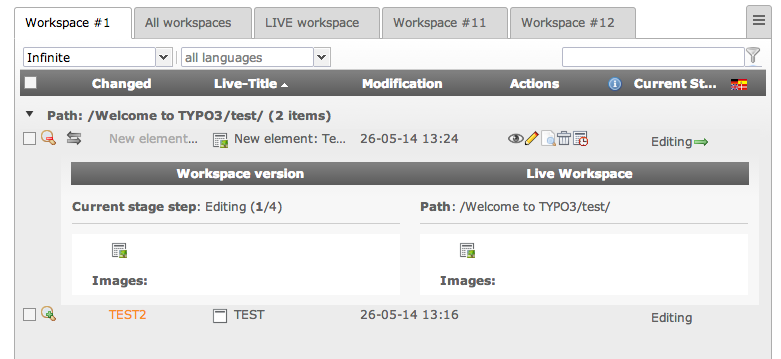 Workspace #1 All workspaces LIVE workspace Workspace #11 Workspace #12
Infinite all languages
Changed Live-Title Modification Actions Current St...
Path: /Welcome to TYPO3/test/ (2 items)
New element... New element: Te... 26-05-14 13:24 Editing
Workspace version Live Workspace
Current stage step: Editing (1/4) Path: /Welcome to TYPO3/test/
Images: Images:
TEST2 TEST 26-05-14 13:16 Editing